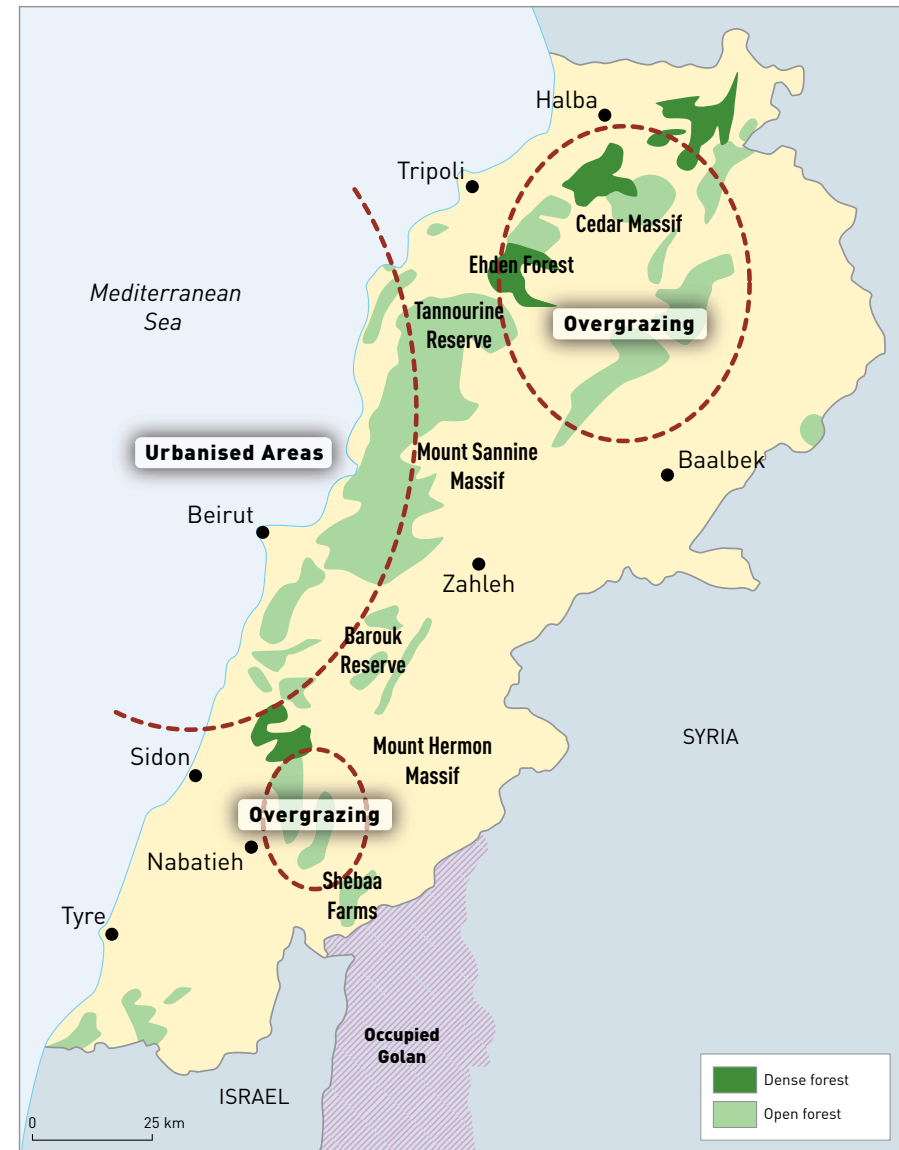 Halba
Tripoli
Cedar Massif
Ehden Forest
Mediterranean
Sea
Tannourine
Reserve
Overgrazing
Urbanised Areas
Mount Sannine
Massif
Baalbek
Beirut
Zahleh
Barouk
Reserve
SYRIA
Mount Hermon
Massif
Sidon
Overgrazing
Nabatieh
Shebaa
Farms
Tyre
Occupied
Golan
ISRAEL
Dense forest
Open forest
0 25 km